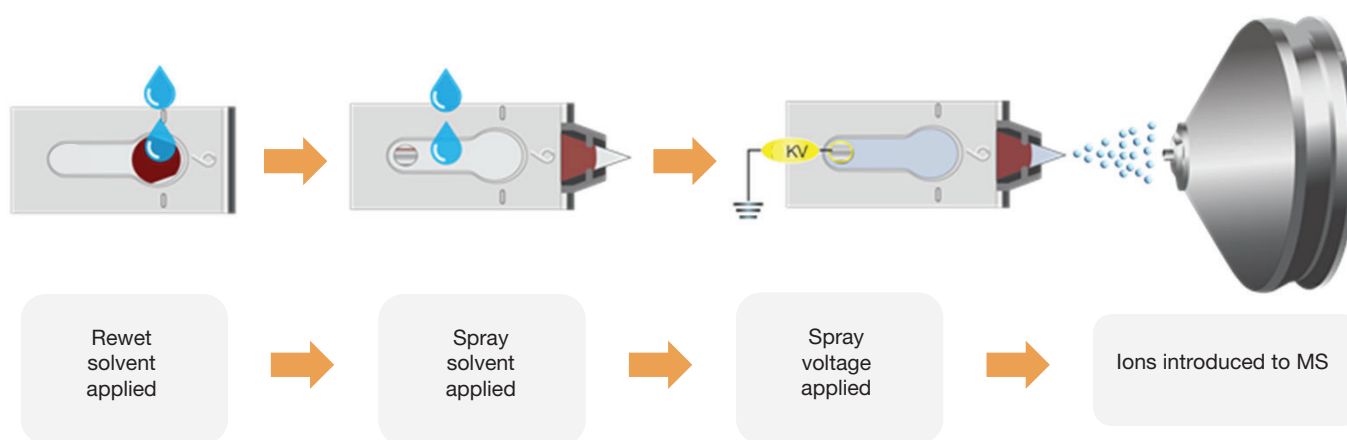 KV
Rewet
solvent
applied
Spray
solvent
applied
Spray
voltage
applied
Ions introduced to MS